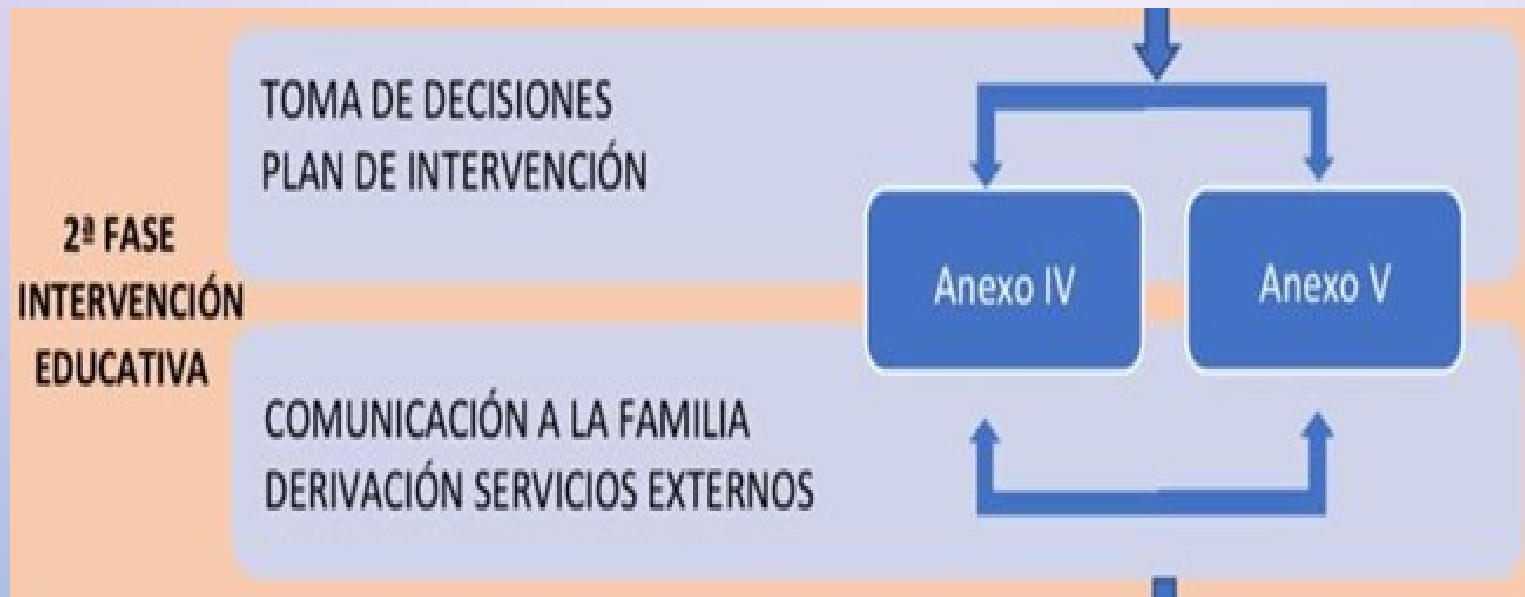 2ª FASE
INTERVENCIÓN
EDUCATIVA
TOMA DE DECISIONES
PLAN DE INTERVENCIÓN
Anexo IV
Anexo V
COMUNICACIÓN A LA FAMILIA
DERIVACIÓN SERVICIOS EXTERNOS